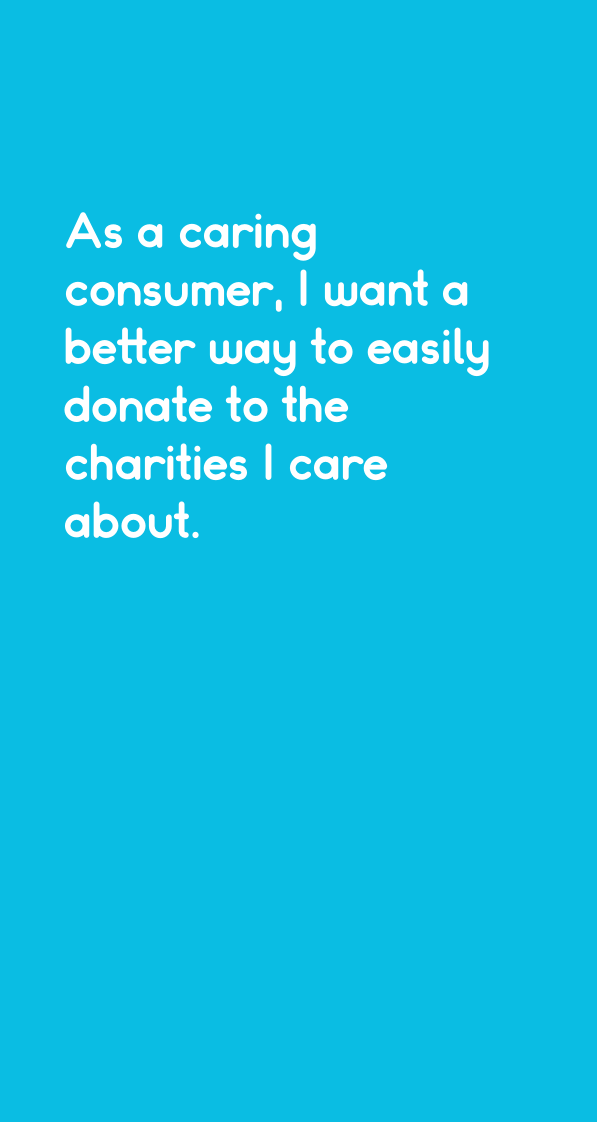 As a caring
consumer, I want a
better way to easily
donate to the
charities I care
about.